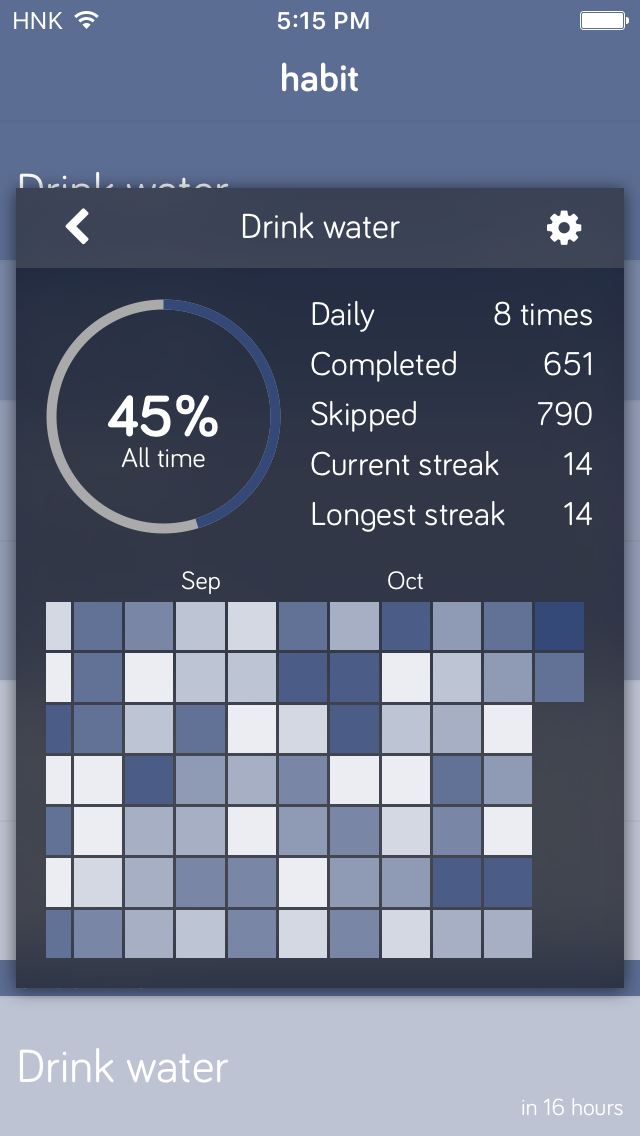 HNK 5:15 PM
habit
Drink water
Drink water
45%
All time
Daily 8 times
Completed 651
Skipped 790
Current streak 14
Longest streak 14
Sep Oct
Drink water
in 16 hours